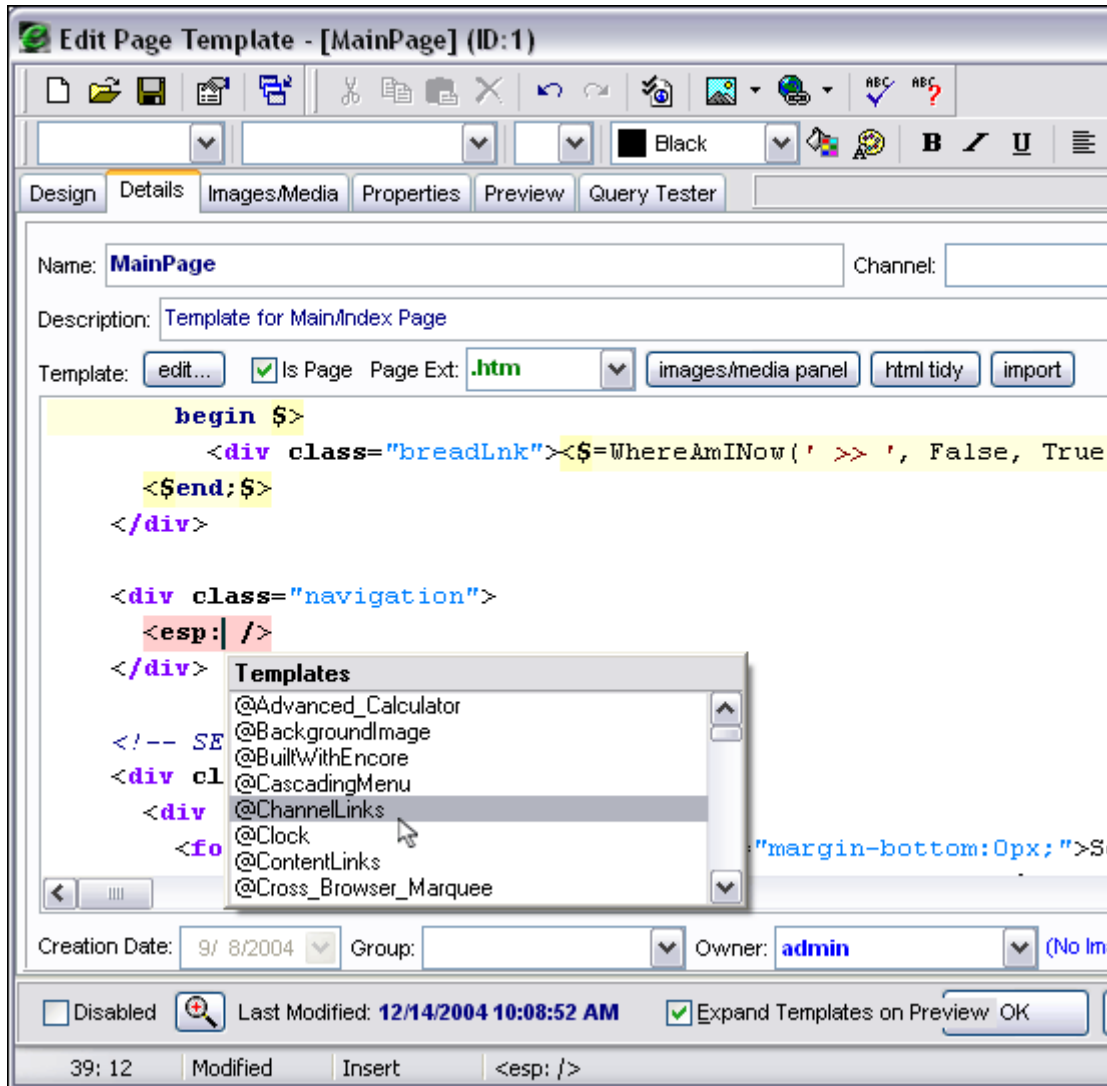 Edit Page Template - [MainPage] (ID:1)
ABC ABC
Black B I U
Design Details Images/Media Properties Preview Query Tester
Name: MainPage Channel:
Description: Template for Main/Index Page
Template: edit... Is Page Page Ext: .htm images/media panel html tidy import
begin $>
<div class="breadLnk"><$=WhereAmINow(' >> ', False, True
<$end;$>
</div>
<div class="navigation">
<esp: />
</div>
Templates
@Advanced_Calculator
@BackgroundImage
@BuiltWithEncore
@CascadingMenu
@ChannelLinks
@Clock
@ContentLinks
@Cross_Browser_Marquee
<!-- SE
<div cl
<div
<fo "margin-bottom:0px;">S
Creation Date: 9/ 8/2004 Group: Owner: admin (No Im
Disabled Last Modified: 12/14/2004 10:08:52 AM Expand Templates on Preview OK
39: 12 Modified Insert <esp: />